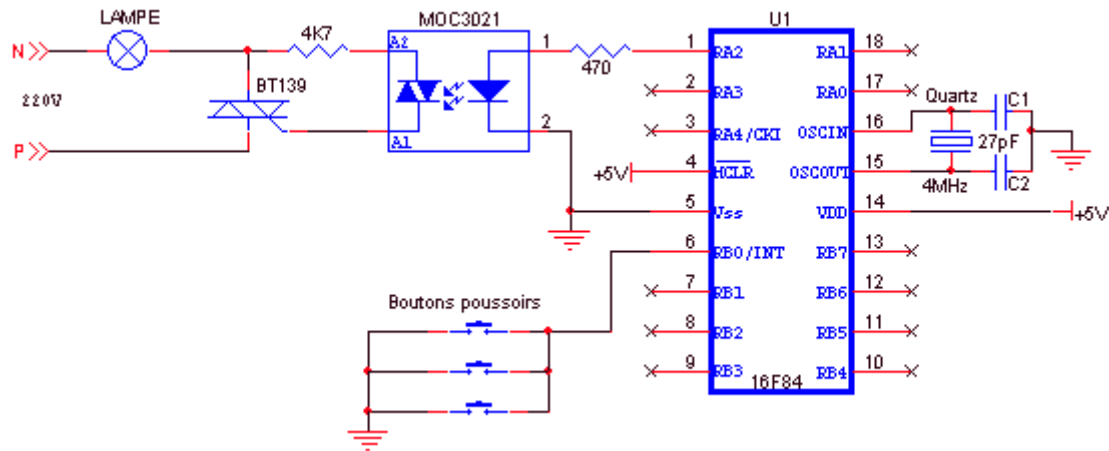 LAMPE
MOC3021
U1
N
220V
P
4K7
BT139
A2
A1
1
2
470
1
RA2
2
RA3
3
RA4/CKI
4
MCLR
+5V
5
Vss
6
RB0/INT
7
RB1
8
RB2
9
RB3
18
RA1
17
RA0
16
OSCIN
15
OSCOUT
14
VDD
13
RB7
12
RB6
11
RB5
10
RB4
16F84
Quartz
C1
27pF
4MHz
C2
+5V
Boutons poussoirs